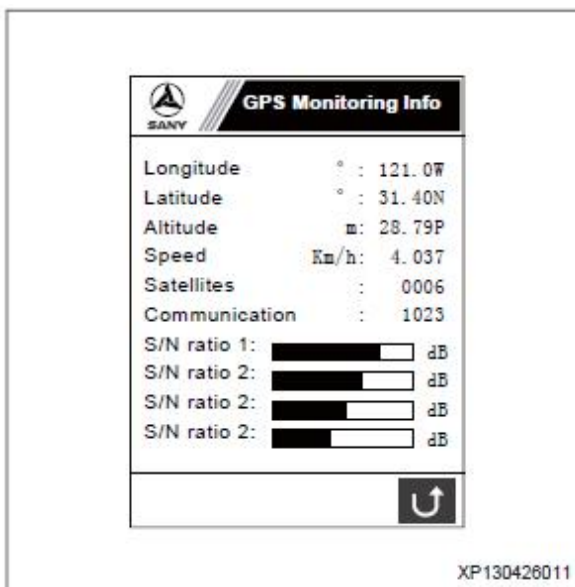 SANY
GPS Monitoring Info
Longitude ° : 121.0W
Latitude ° : 31.40N
Altitude m: 28.79P
Speed Km/h: 4.037
Satellites : 0006
Communication : 1023
S/N ratio 1: dB
S/N ratio 2: dB
S/N ratio 2: dB
S/N ratio 2: dB
XP130426011